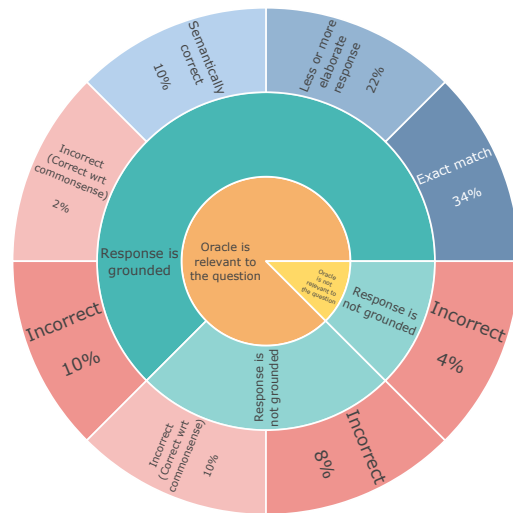 Semantically
correct
10%
Less or more
elaborate
response
22%
Exact match
34%
Incorrect
(Correct wrt
commonsense)
2%
Response is
grounded
Oracle is
relevant to
the question
Oracle
is not
relevant to
the question
Response is
not grounded
Incorrect
10%
Incorrect
4%
Response is
not grounded
Incorrect
(Correct wrt
commonsense)
10%
Incorrect
8%